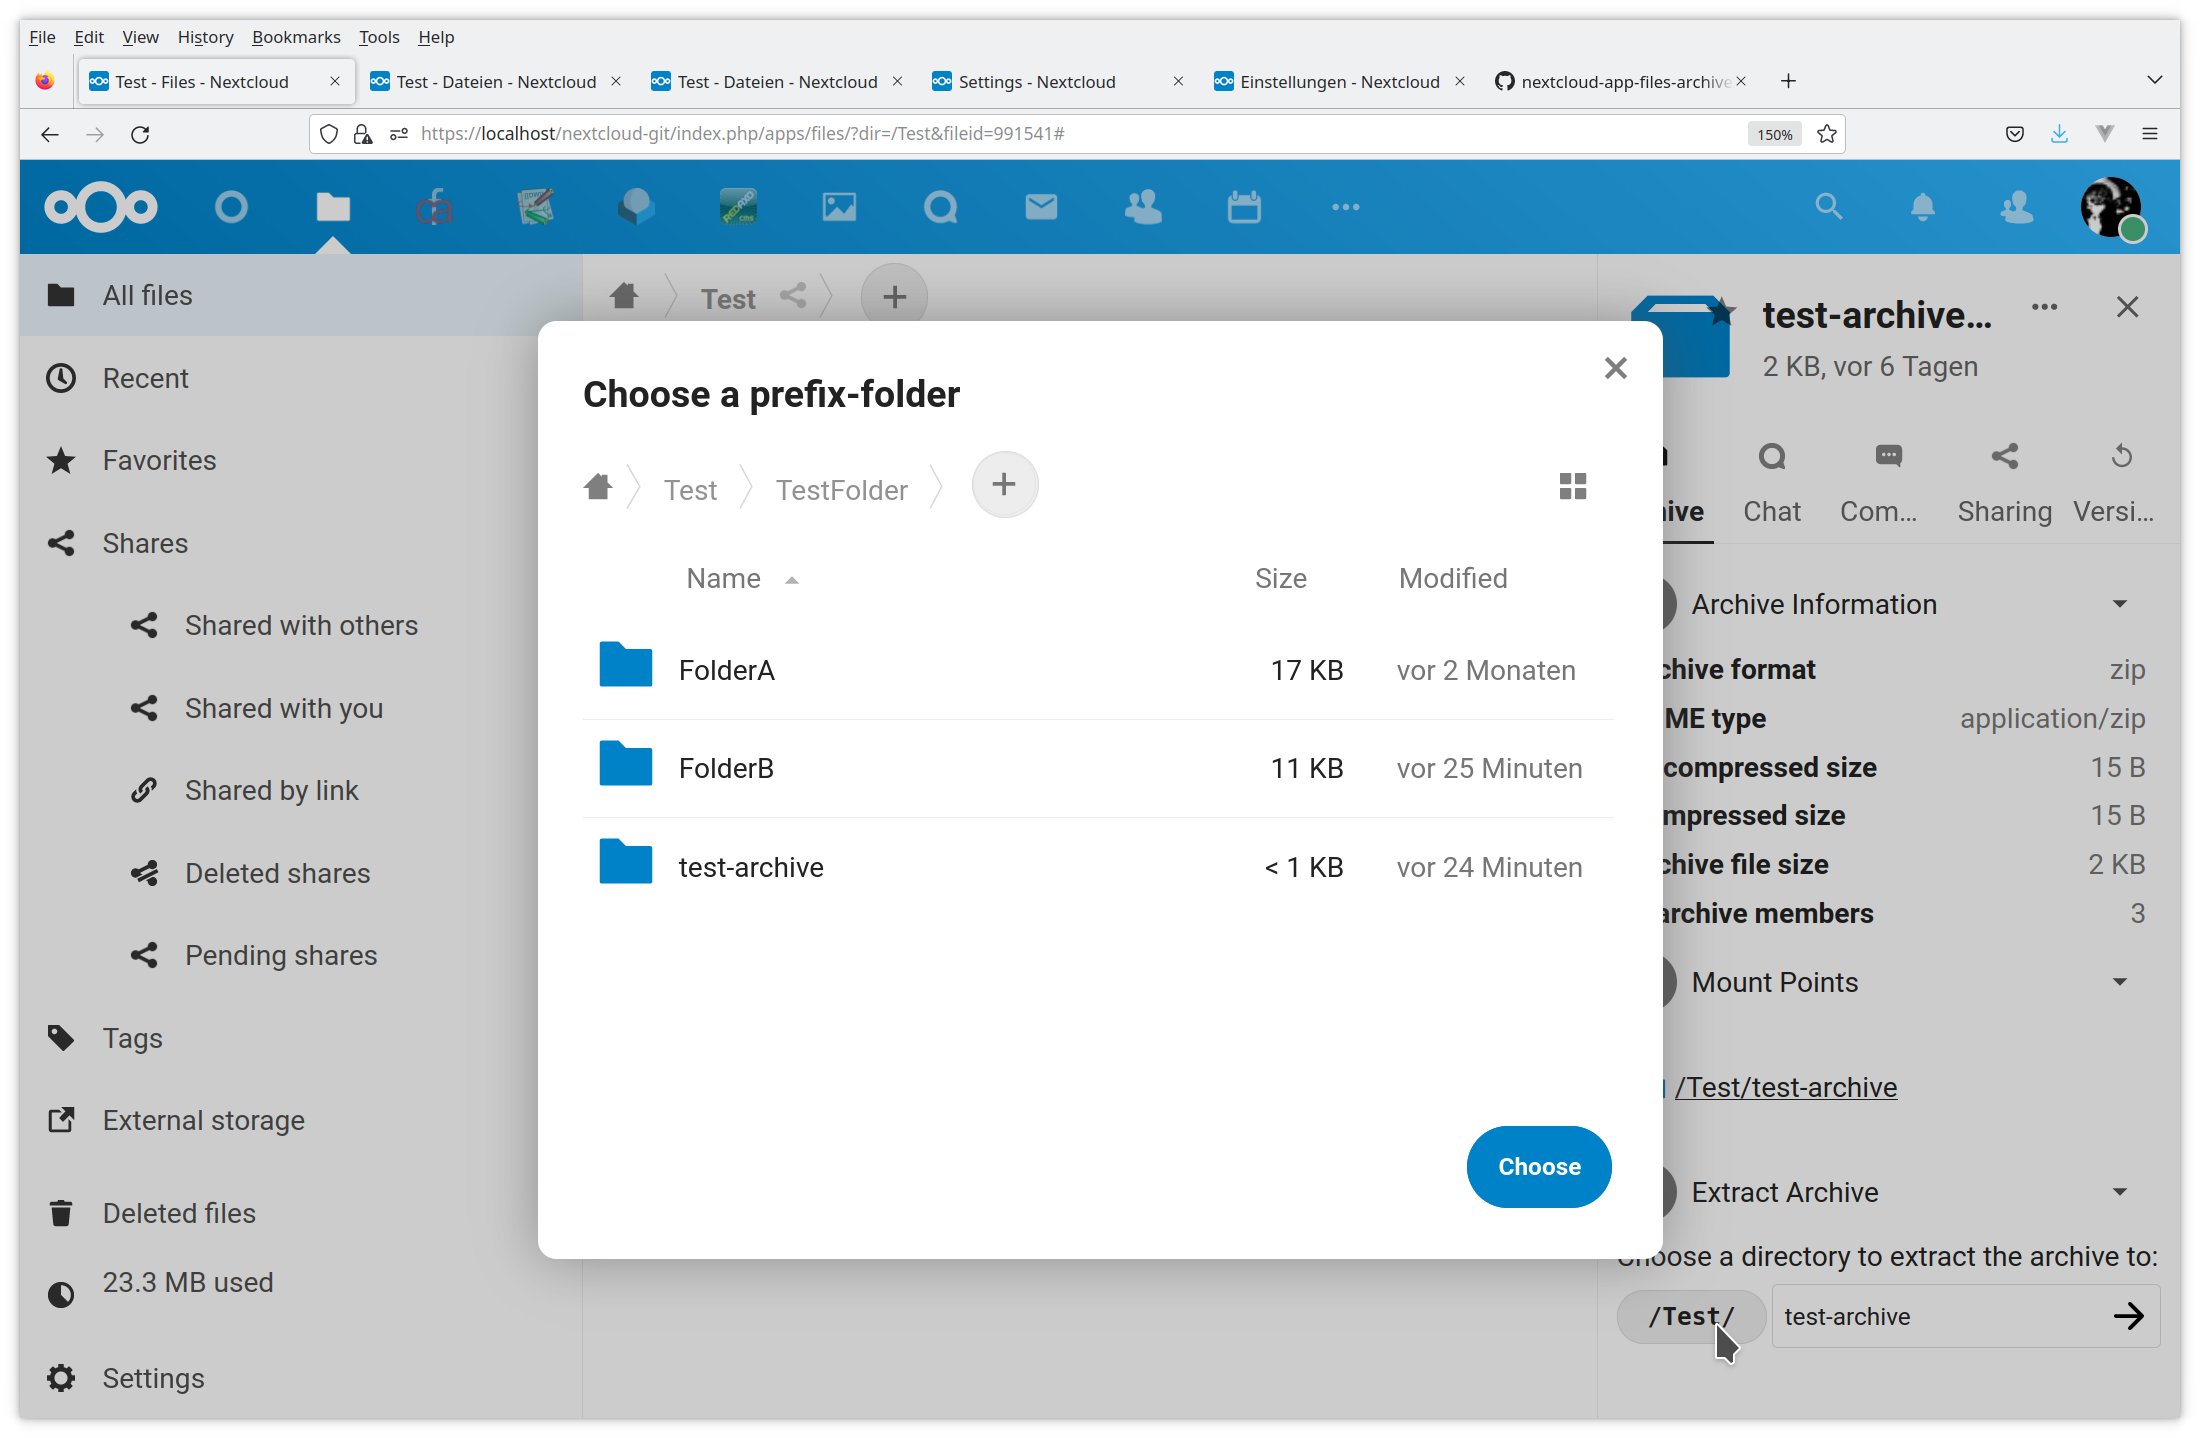 File Edit View History Bookmarks Tools Help
Test - Files - Nextcloud
Test - Dateien - Nextcloud
Test - Dateien - Nextcloud
Settings - Nextcloud
Einstellungen - Nextcloud
nextcloud-app-files-archive
https://localhost/nextcloud-git/index.php/apps/files/?dir=/Test&fileid=991541#
150%
All files
Recent
Favorites
Shares
Shared with others
Shared with you
Shared by link
Deleted shares
Pending shares
Tags
External storage
Deleted files
23.3 MB used
Settings
Test
Choose a prefix-folder
Test TestFolder
Name Size Modified
FolderA 17 KB vor 2 Monaten
FolderB 11 KB vor 25 Minuten
test-archive < 1 KB vor 24 Minuten
Choose
test-archive...
2 KB, vor 6 Tagen
ive Chat Com... Sharing Versi...
Archive Information
chive format zip
ME type application/zip
compressed size 15 B
mpressed size 15 B
chive file size 2 KB
archive members 3
Mount Points
/Test/test-archive
Extract Archive
Choose a directory to extract the archive to:
/Test/ test-archive